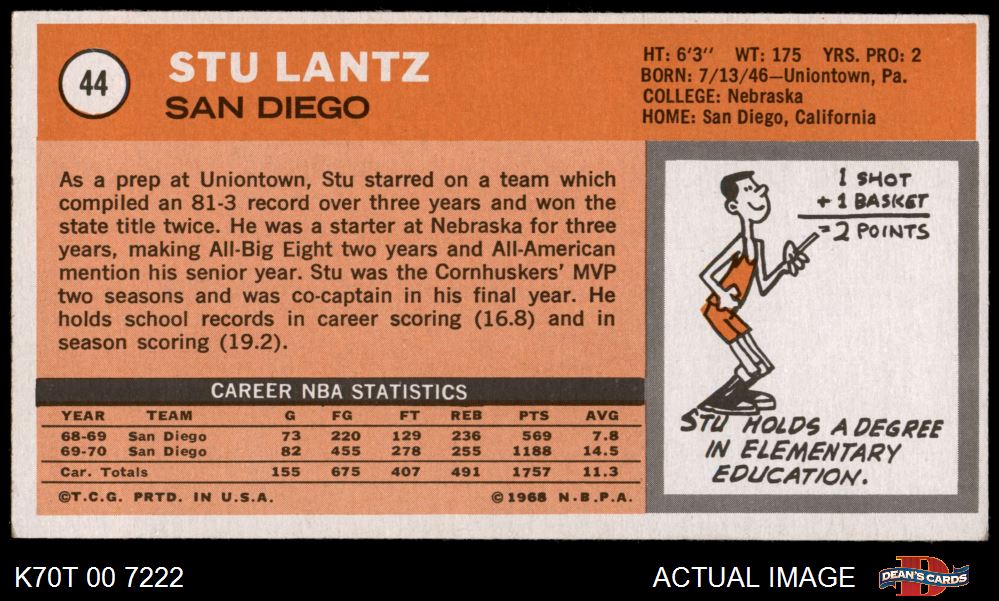 44
STU LANTZ
SAN DIEGO
HT: 6'3'' WT: 175 YRS. PRO: 2
BORN: 7/13/46—Uniontown, Pa.
COLLEGE: Nebraska
HOME: San Diego, California
As a prep at Uniontown, Stu starred on a team which
compiled an 81-3 record over three years and won the
state title twice. He was a starter at Nebraska for three
years, making All-Big Eight two years and All-American
mention his senior year. Stu was the Cornhuskers' MVP
two seasons and was co-captain in his final year. He
holds school records in career scoring (16.8) and in
season scoring (19.2).
1 SHOT
+ 1 BASKET
= 2 POINTS
STU HOLDS A DEGREE
IN ELEMENTARY
EDUCATION.
CAREER NBA STATISTICS
YEAR TEAM G FG FT REB PTS AVG
68-69 San Diego 73 220 129 236 569 7.8
69-70 San Diego 82 455 278 255 1188 14.5
Car. Totals 155 675 407 491 1757 11.3
©T.C.G. PRTD. IN U.S.A. ©1968 N.B.P.A.
K70T 00 7222
ACTUAL IMAGE
D
DEAN'S CARDS